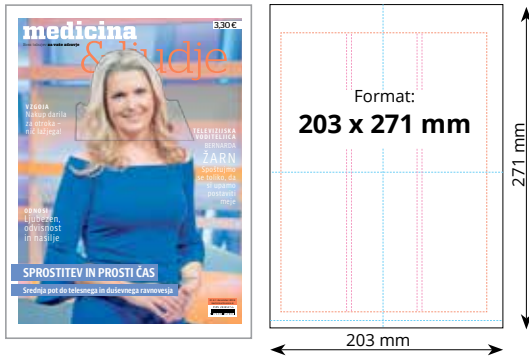 medicina
3,30 €
& ljudje
VZGOJA
Nakup darila
za otroka –
nič lažjega!
TELEVIZIJSKA
VODITELJICA
BERNARDA
ŽARN
Spoštujmo
se toliko, da
si upamo
postaviti
meje
ODNOSI
Ljubezen,
odvisnost
in nasilje
SPROSTITEV IN PROSTI ČAS
Srednja pot do telesnega in duševnega ravnovesja
Format:
203 x 271 mm
271 mm
203 mm